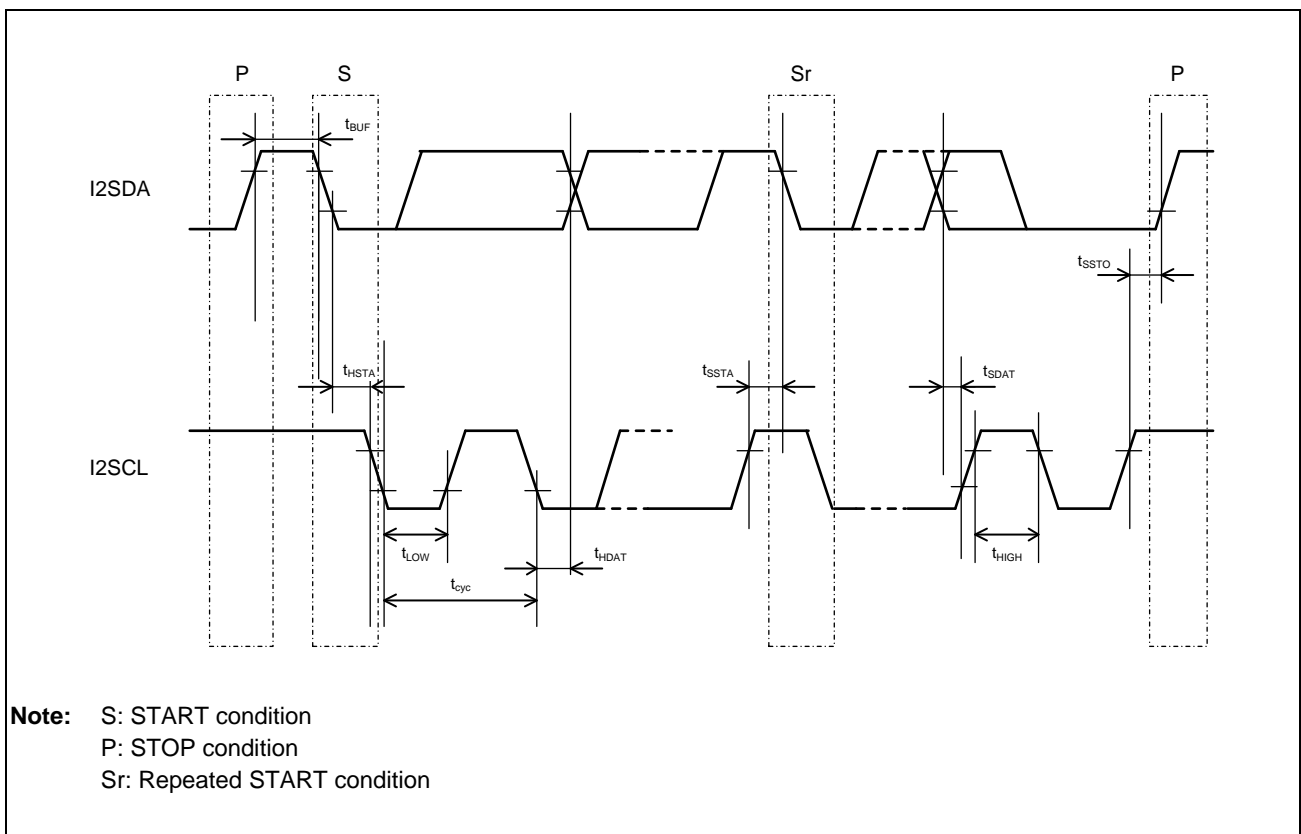 P S Sr P
tBUF
I2SDA
tSSTO
tHSTA tSSTA tSDAT
I2SCL
tLOW tHDAT tHIGH
tcyc
Note: S: START condition
P: STOP condition
Sr: Repeated START condition